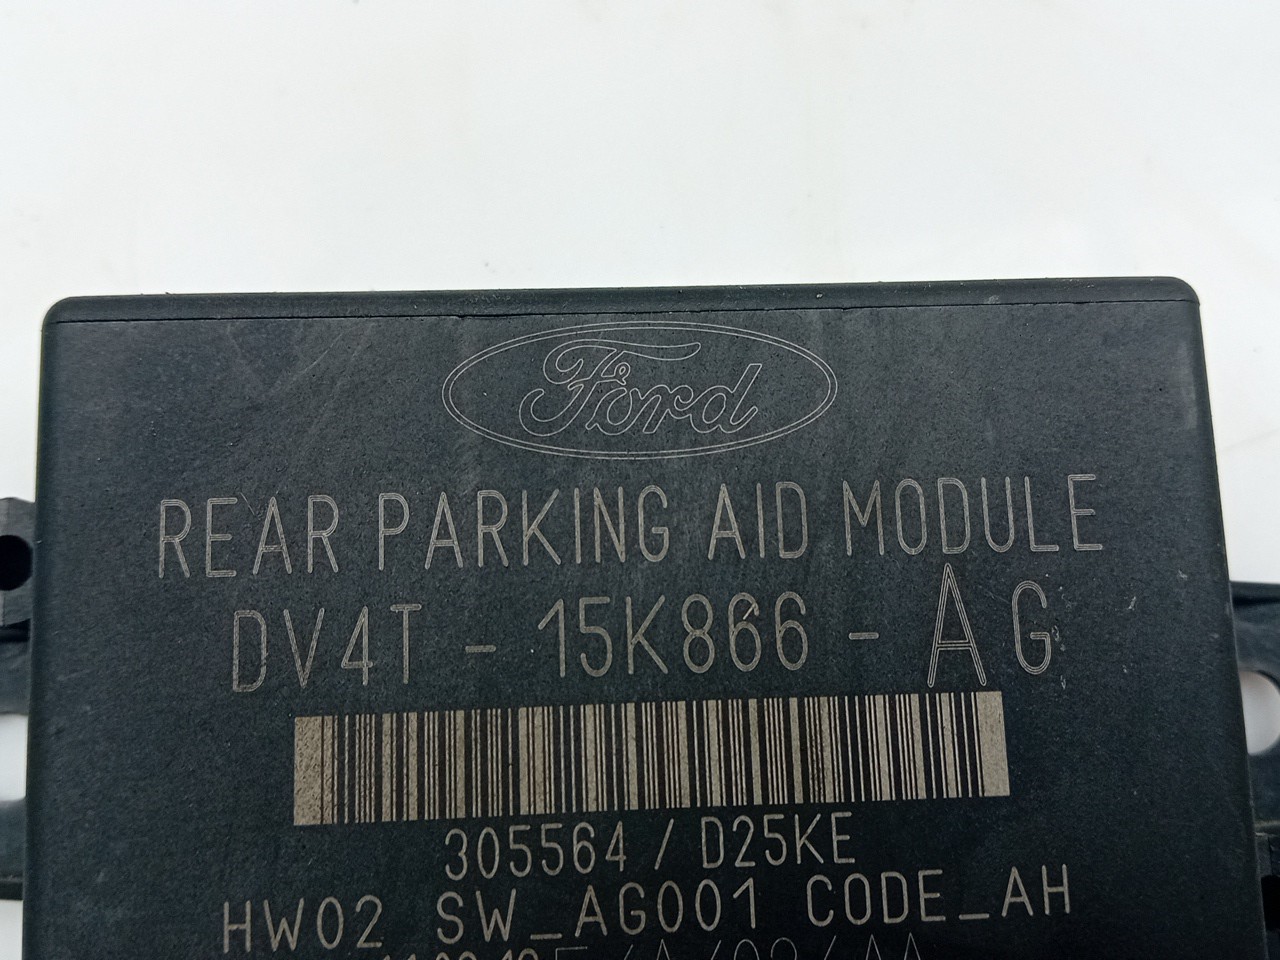 Ford
REAR PARKING AID MODULE
DV4T - 15K866 - AG
305564 / D25KE
HW02 SW_AG001 CODE_AH